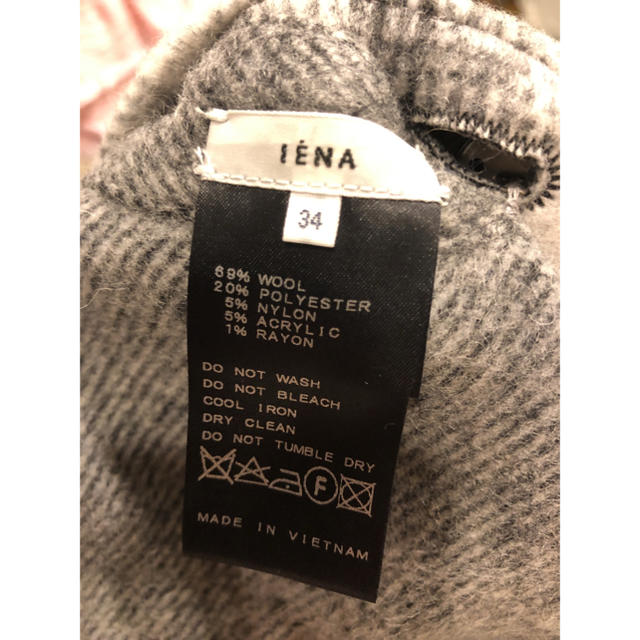 IÉNA
34
69% WOOL
20% POLYESTER
5% NYLON
5% ACRYLIC
1% RAYON
DO NOT WASH
DO NOT BLEACH
COOL IRON
DRY CLEAN
DO NOT TUMBLE DRY
F
MADE IN VIETNAM